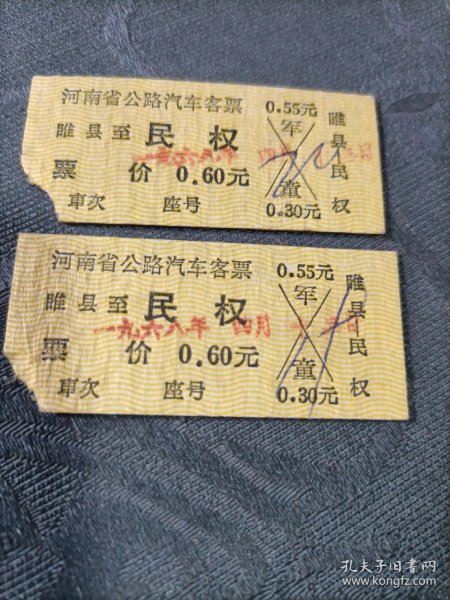 河南省公路汽车客票
0.55元
睢县至 民权
一九六八年 四月
军
睢县
民权
票价 0.60元
童
车次 座号
0.30元
河南省公路汽车客票
0.55元
睢县至 民权
一九六八年 四月
军
睢县
民权
票价 0.60元
童
车次 座号
0.30元
孔夫子旧书网
www.kongfz.com